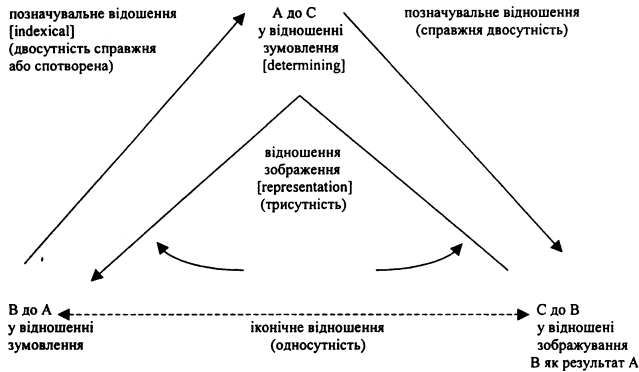 позначувальне відошення
[indexical]
(двосутність справжня
або спотворена)
А до С
у відношенні
зумовлення
[determining]
позначувальне відношення
(справжня двосутність)
відношення
зображення
[representation]
(трисутність)
В до А
у відношенні
зумовлення
іконічне відношення
(односутність)
С до В
у відношені
зображування
В як результат А